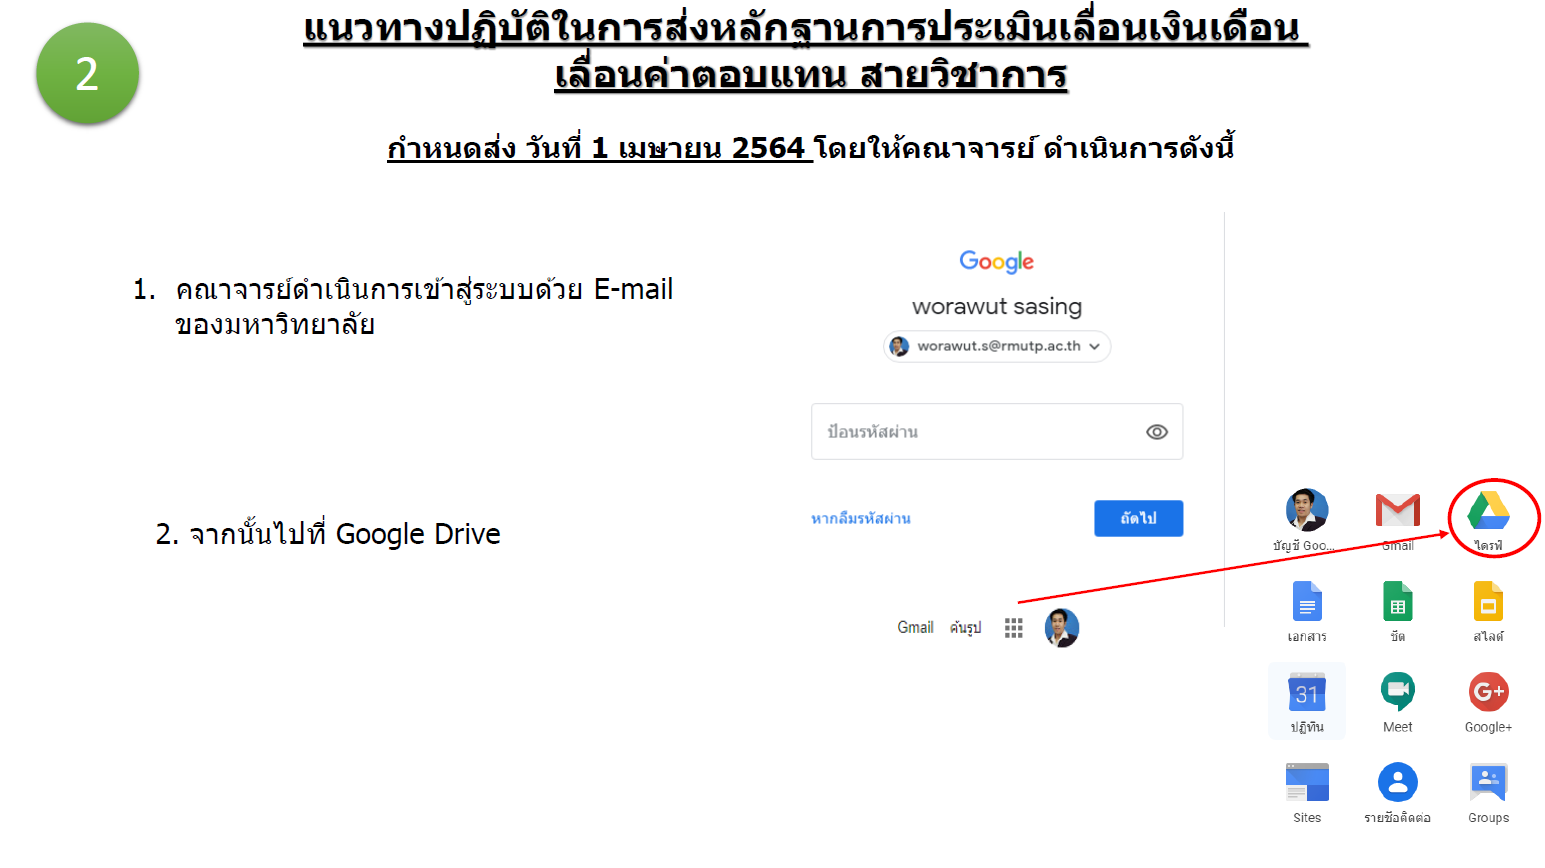 2
แนวทางปฏิบัติในการส่งหลักฐานการประเมินเลื่อนเงินเดือน
เลื่อนค่าตอบแทน สายวิชาการ
กำหนดส่ง วันที่ 1 เมษายน 2564 โดยให้คณาจารย์ ดำเนินการดังนี้
1. คณาจารย์ดำเนินการเข้าสู่ระบบด้วย E-mail
ของมหาวิทยาลัย
Google
worawut sasing
worawut.s@rmutp.ac.th
ป้อนรหัสผ่าน
หากลืมรหัสผ่าน
ถัดไป
2. จากนั้นไปที่ Google Drive
Gmail ค้นรูป
บัญชี Goo... Gmail ไดรฟ์
เอกสาร ชีต สไลด์
31
G+
ปฏิทิน Meet Google+
Sites รายชื่อติดต่อ Groups